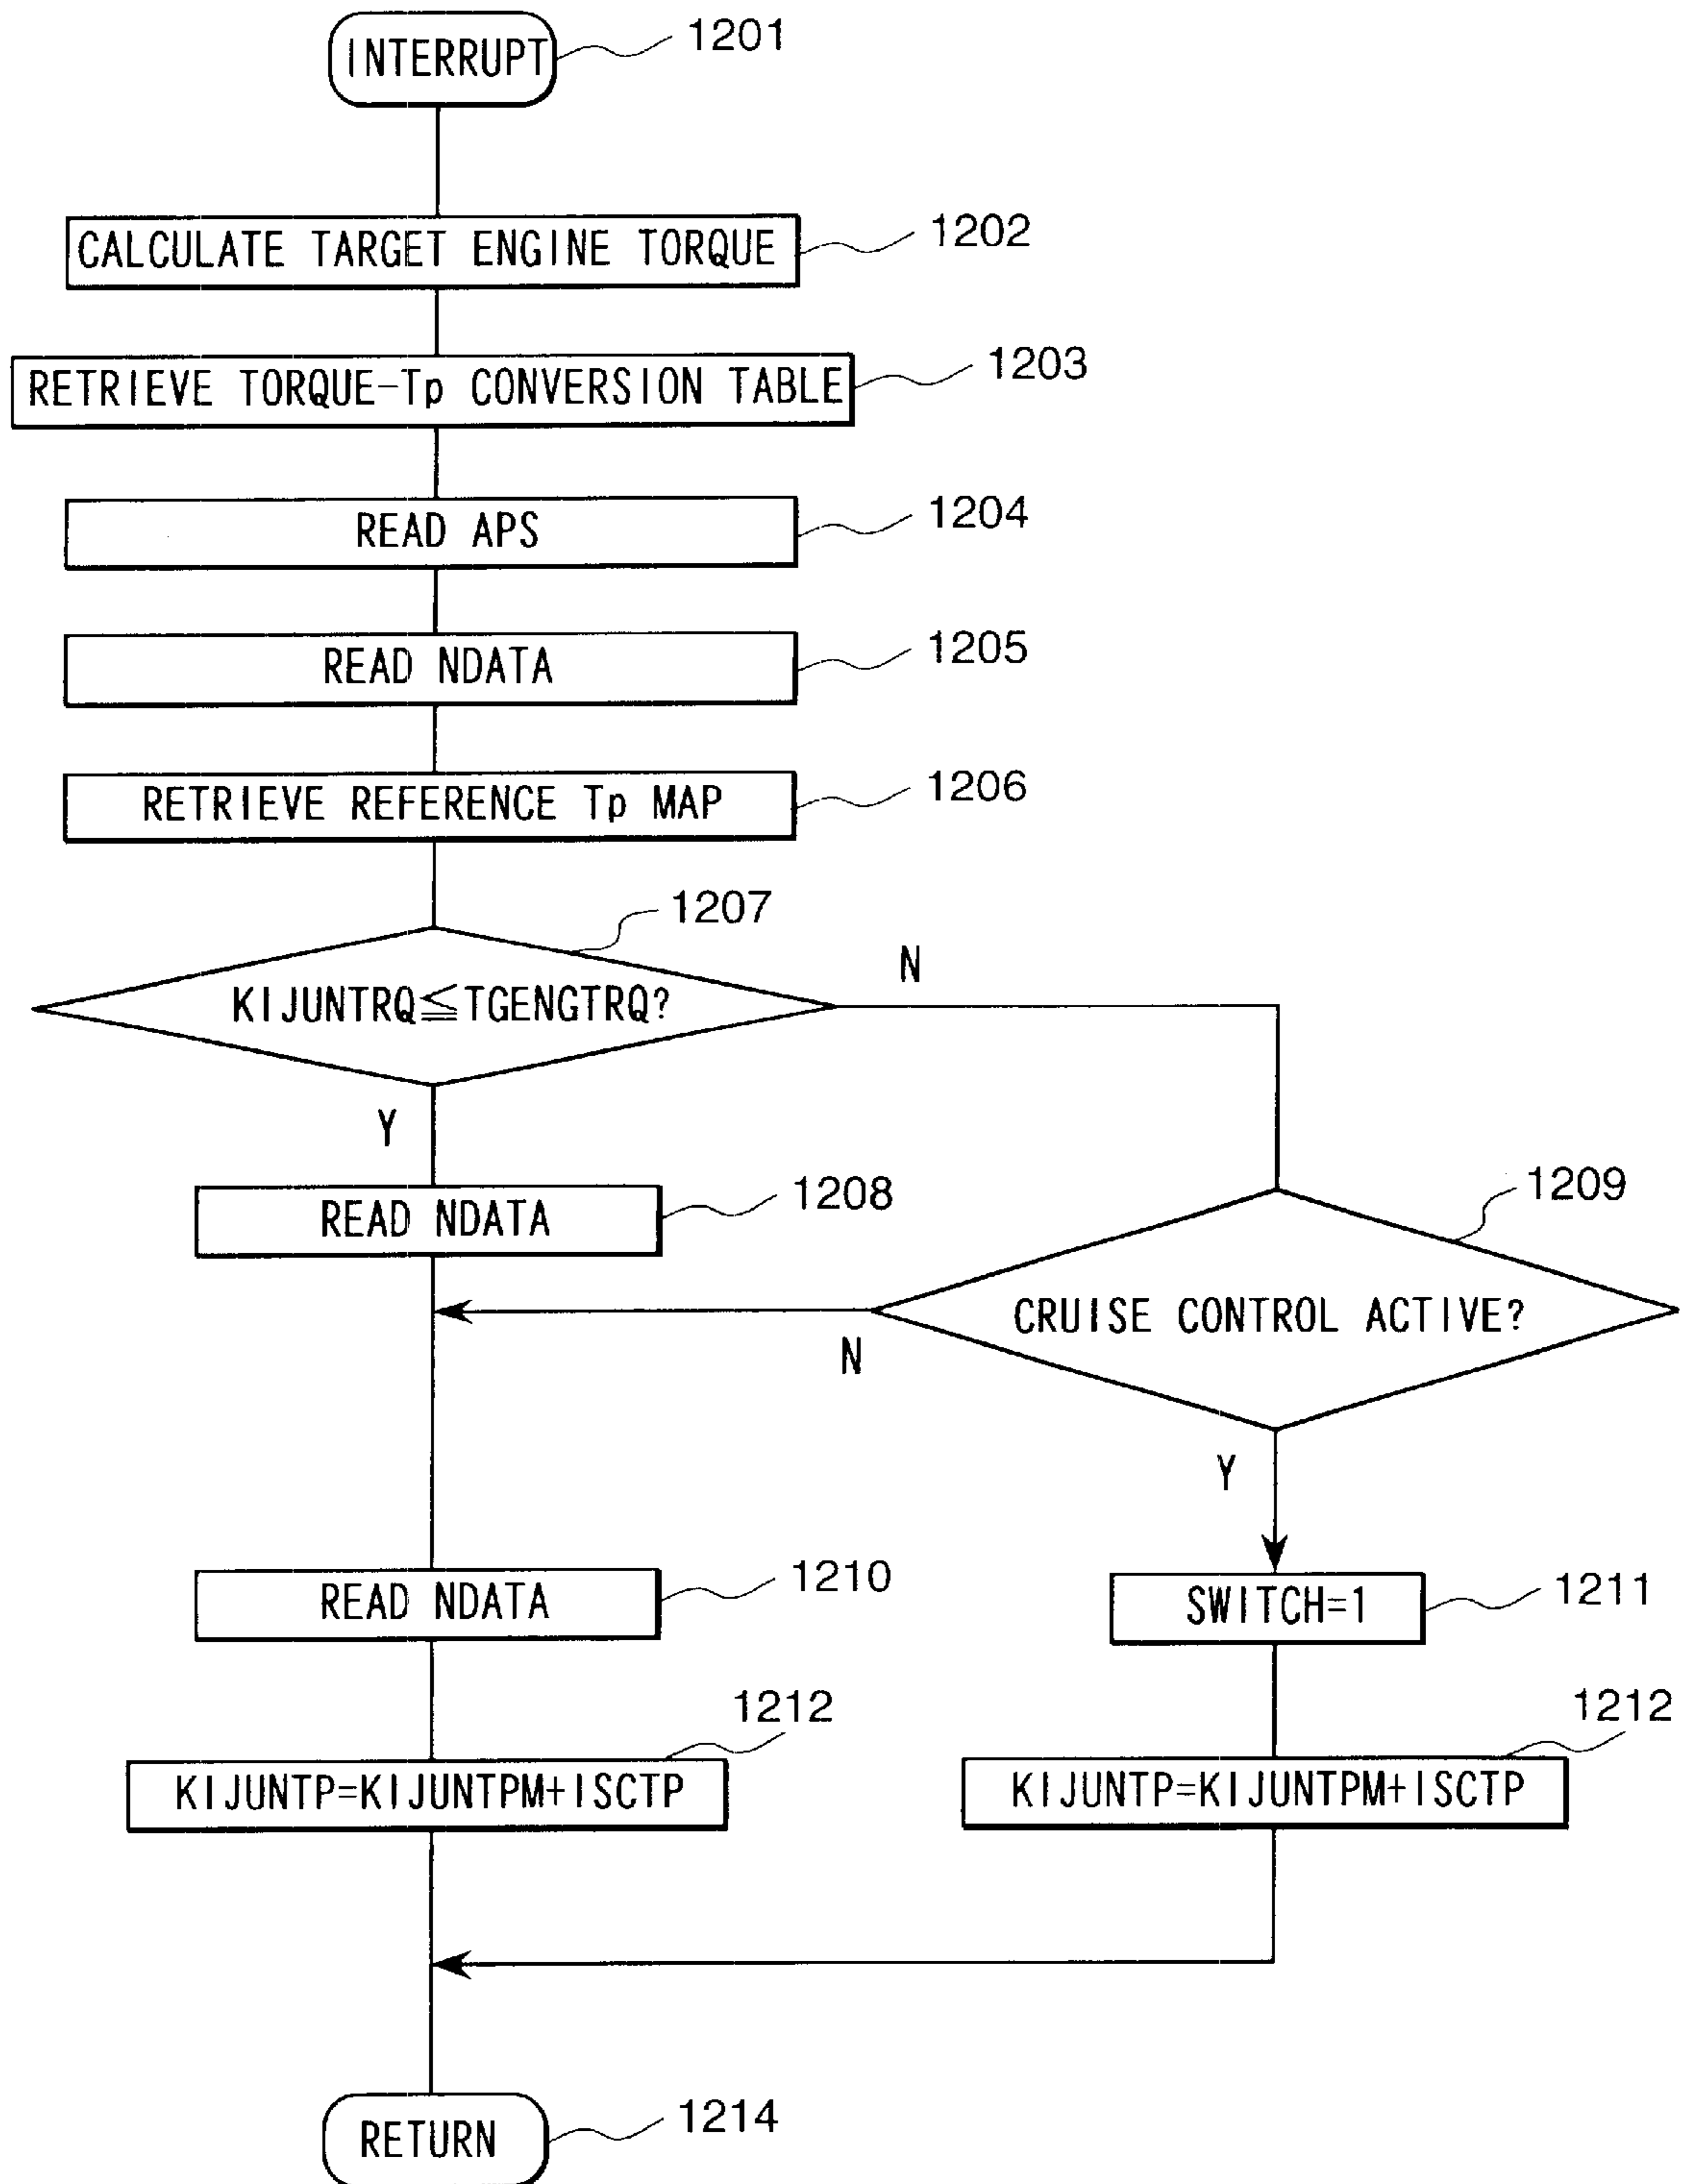 INTERRUPT
1201
CALCULATE TARGET ENGINE TORQUE
1202
RETRIEVE TORQUE-Tp CONVERSION TABLE
1203
READ APS
1204
READ NDATA
1205
RETRIEVE REFERENCE Tp MAP
1206
1207
KIJUNTRQ≦TGENGTRQ?
N
Y
READ NDATA
1208
1209
CRUISE CONTROL ACTIVE?
N
Y
READ NDATA
1210
SWITCH=1
1211
1212
1212
KIJUNTP=KIJUNTPM+ISCTP
KIJUNTP=KIJUNTPM+ISCTP
RETURN
1214